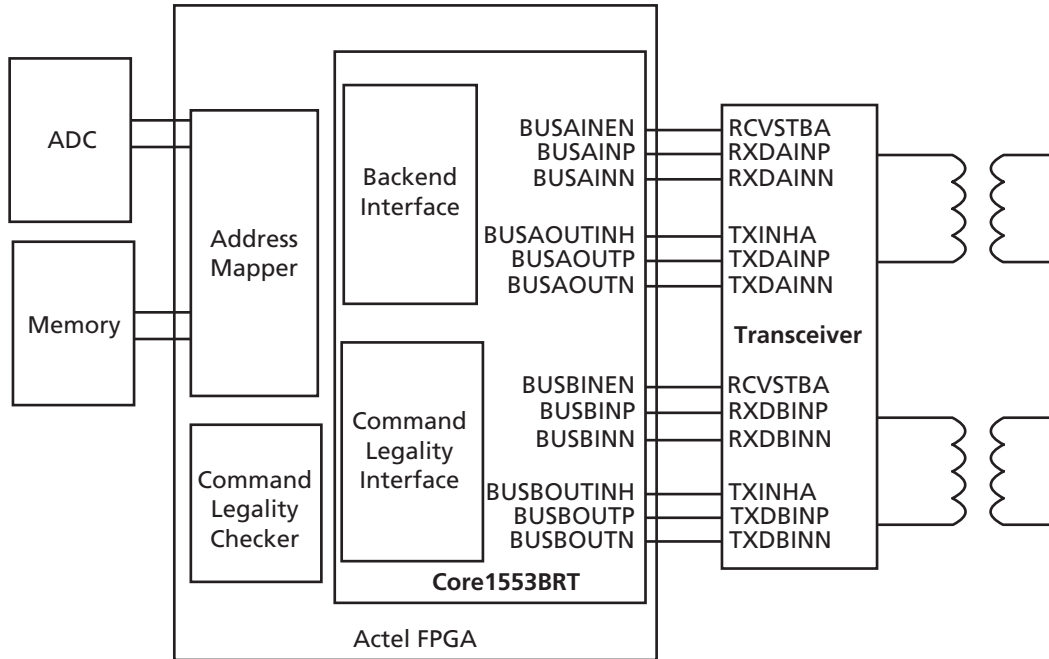 ADC
Memory
Address
Mapper
Command
Legality
Checker
Backend
Interface
Command
Legality
Interface
BUSAINEN
BUSAINP
BUSAINN
BUSAOUTINH
BUSAOUTP
BUSAOUTN
BUSBINEN
BUSBINP
BUSBINN
BUSBOUTINH
BUSBOUTP
BUSBOUTN
Core1553BRT
Actel FPGA
RCVSTBA
RXDAINP
RXDAINN
TXINHA
TXDAINP
TXDAINN
Transceiver
RCVSTBA
RXDBINP
RXDBINN
TXINHA
TXDBINP
TXDBINN